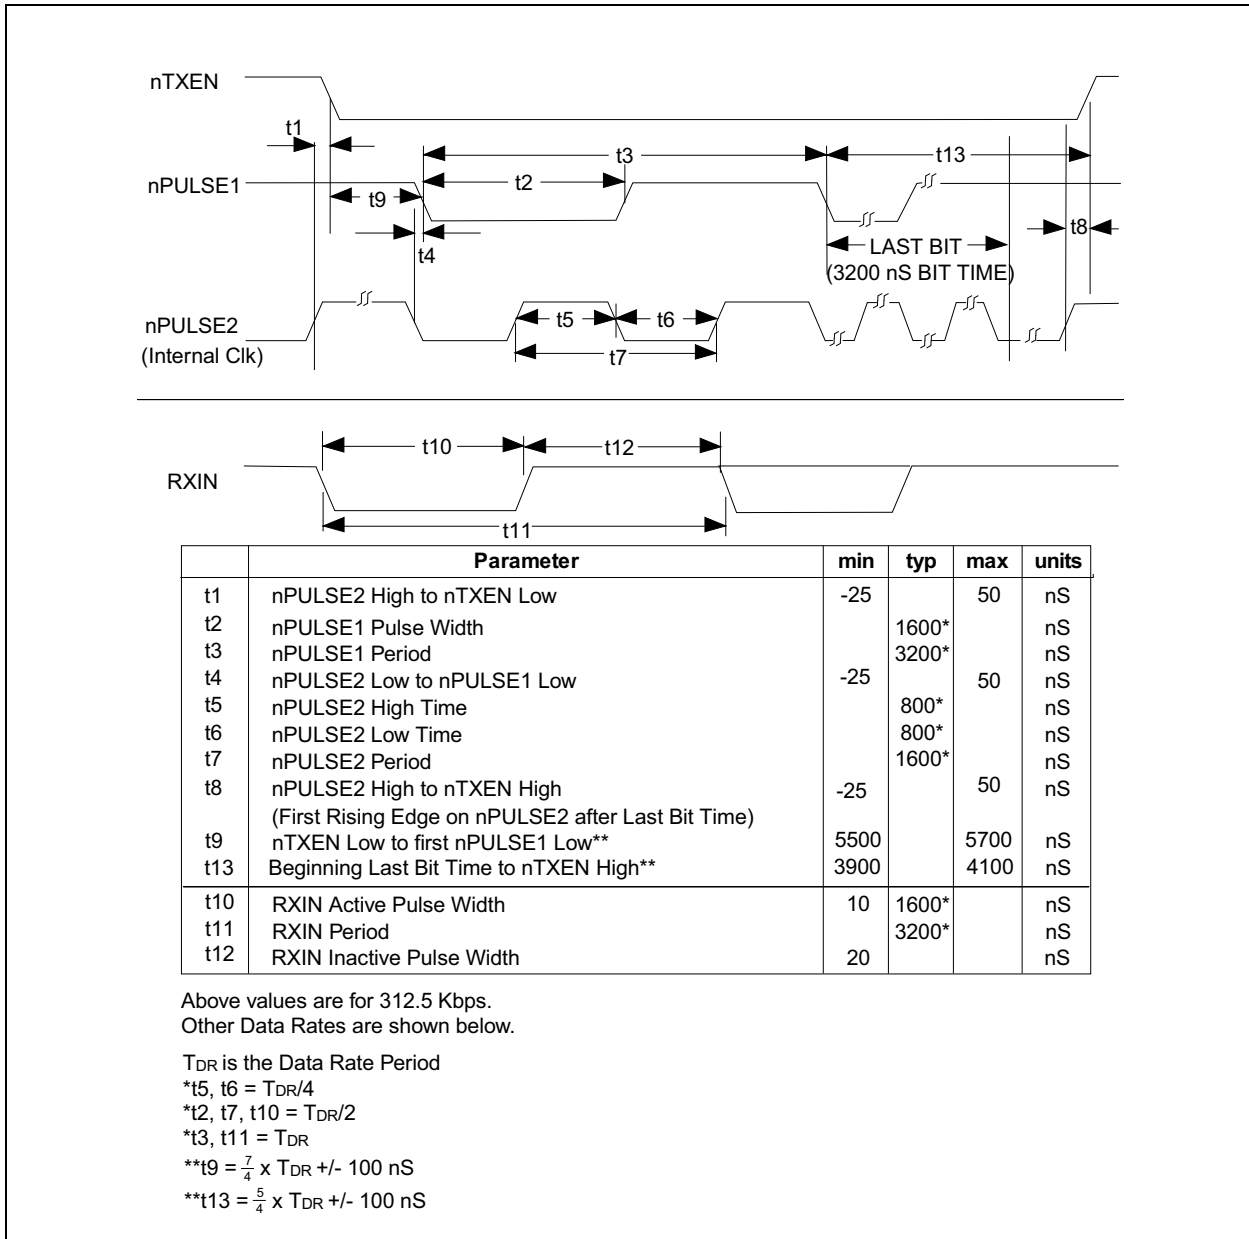 nTXEN
t1
t3
t13
nPULSE1
t2
t9
t8
t4
LAST BIT
(3200 nS BIT TIME)
nPULSE2
(Internal Clk)
t5
t6
t7
t10
t12
RXIN
t11
Parameter min typ max units
t1 nPULSE2 High to nTXEN Low -25 50 nS
t2 nPULSE1 Pulse Width 1600* nS
t3 nPULSE1 Period 3200* nS
t4 nPULSE2 Low to nPULSE1 Low -25 50 nS
t5 nPULSE2 High Time 800* nS
t6 nPULSE2 Low Time 800* nS
t7 nPULSE2 Period 1600* nS
t8 nPULSE2 High to nTXEN High -25 50 nS
(First Rising Edge on nPULSE2 after Last Bit Time)
t9 nTXEN Low to first nPULSE1 Low** 5500 5700 nS
t13 Beginning Last Bit Time to nTXEN High** 3900 4100 nS
t10 RXIN Active Pulse Width 10 1600* nS
t11 RXIN Period 3200* nS
t12 RXIN Inactive Pulse Width 20 nS
Above values are for 312.5 Kbps.
Other Data Rates are shown below.
TDR is the Data Rate Period
*t5, t6 = TDR/4
*t2, t7, t10 = TDR/2
*t3, t11 = TDR
**t9 = 7/4 x TDR +/- 100 nS
**t13 = 5/4 x TDR +/- 100 nS